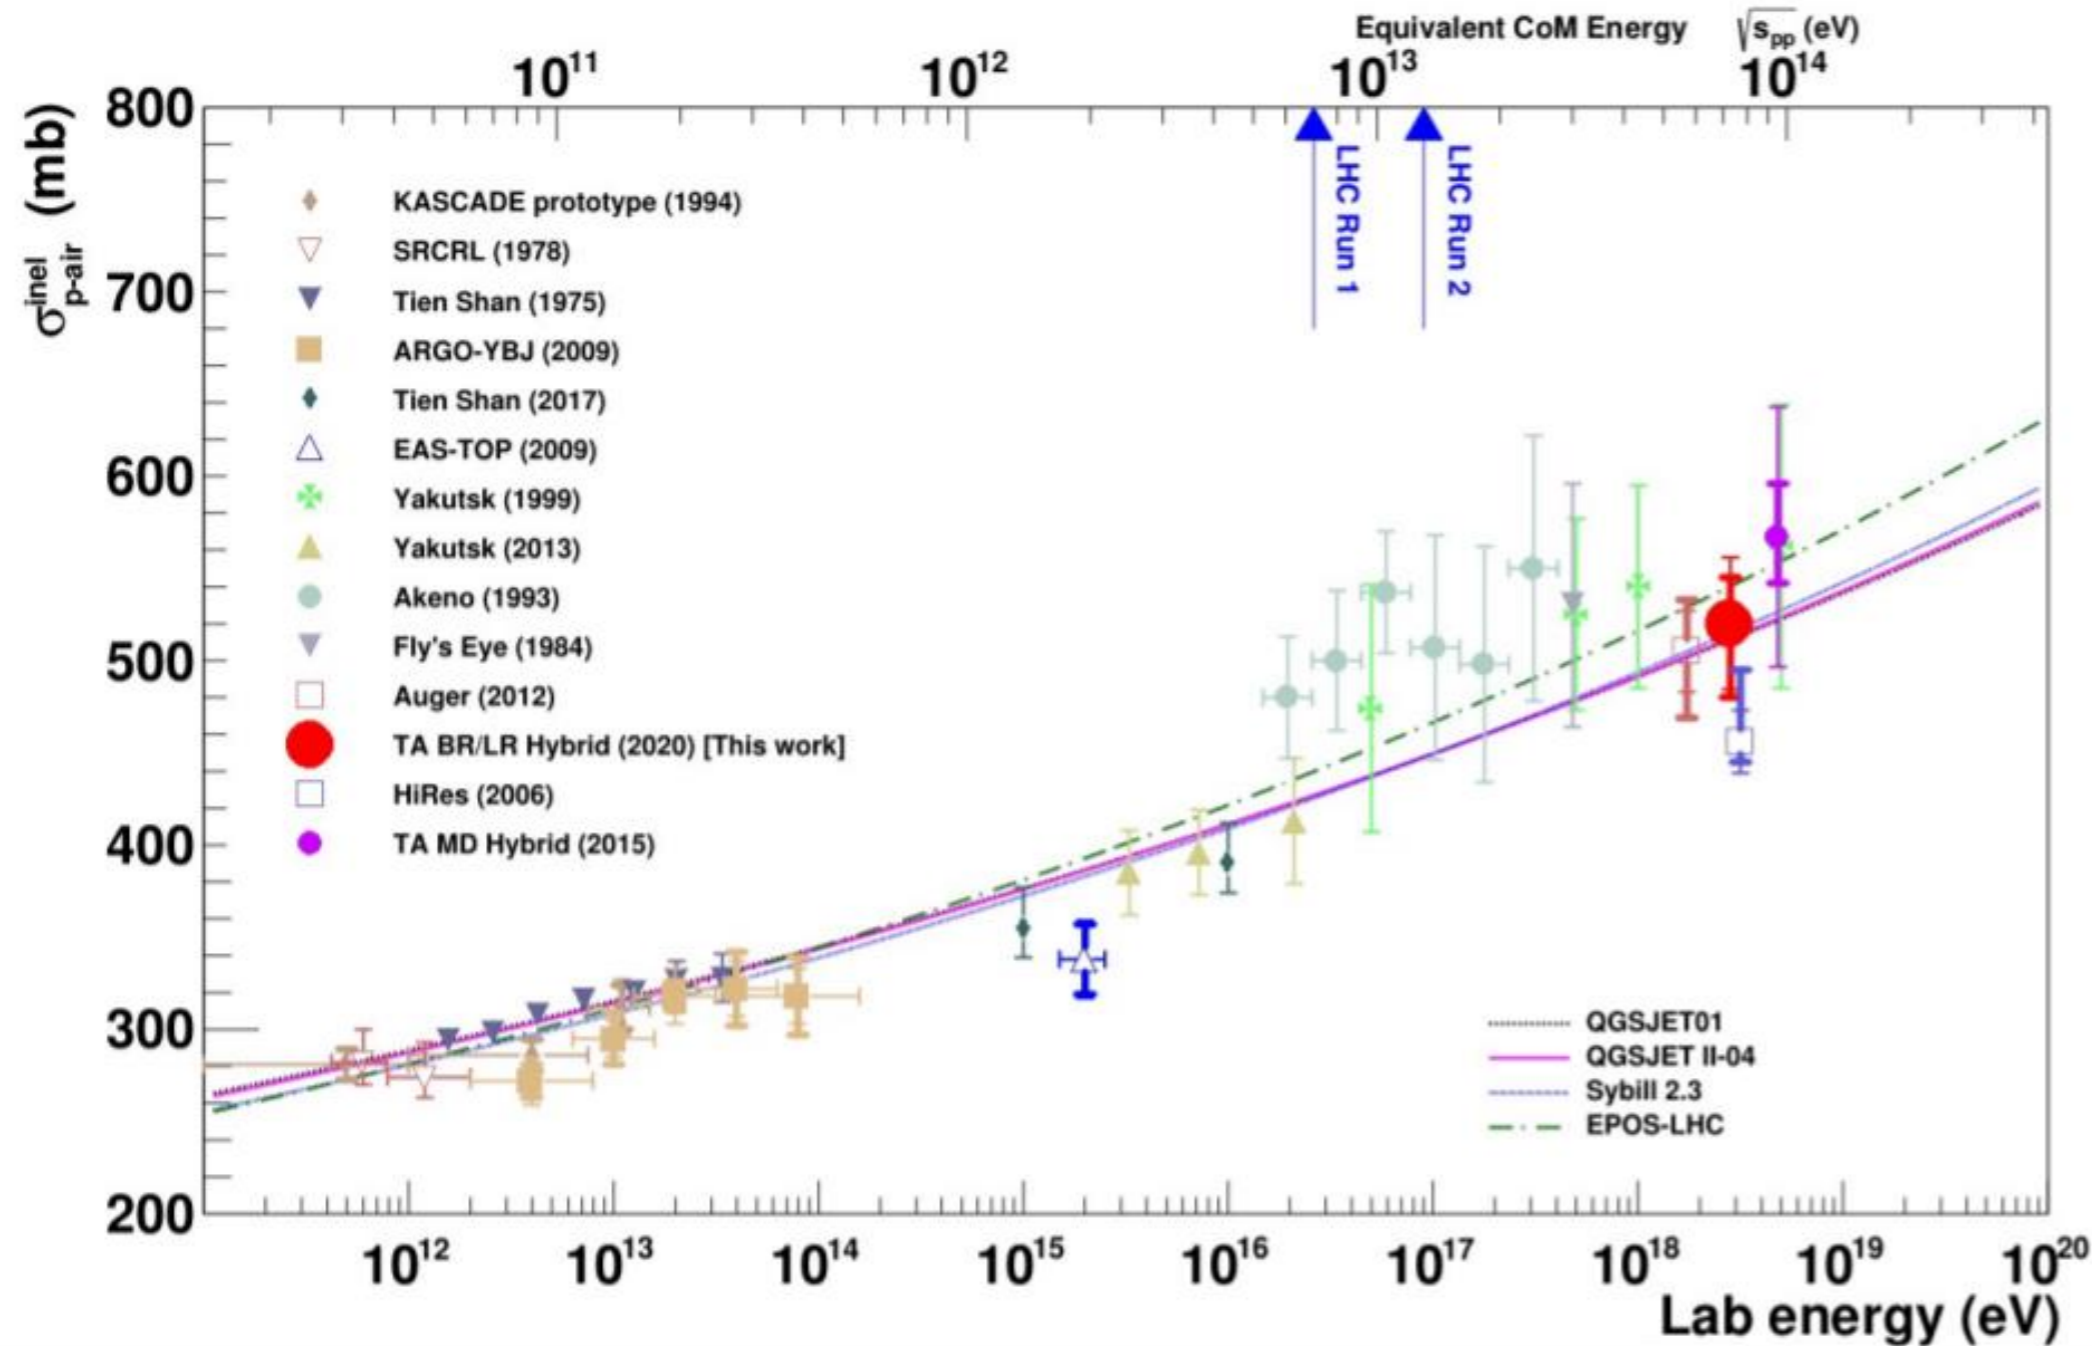 Equivalent CoM Energy √s_pp (eV)
10^11 10^12 10^13 10^14
σ^inel_p-air (mb)
800
700
600
500
400
300
200
LHC Run 1
LHC Run 2
KASCADE prototype (1994)
SRCRL (1978)
Tien Shan (1975)
ARGO-YBJ (2009)
Tien Shan (2017)
EAS-TOP (2009)
Yakutsk (1999)
Yakutsk (2013)
Akeno (1993)
Fly's Eye (1984)
Auger (2012)
TA BR/LR Hybrid (2020) [This work]
HiRes (2006)
TA MD Hybrid (2015)
QGSJET01
QGSJET II-04
Sybill 2.3
EPOS-LHC
10^12 10^13 10^14 10^15 10^16 10^17 10^18 10^19 10^20
Lab energy (eV)